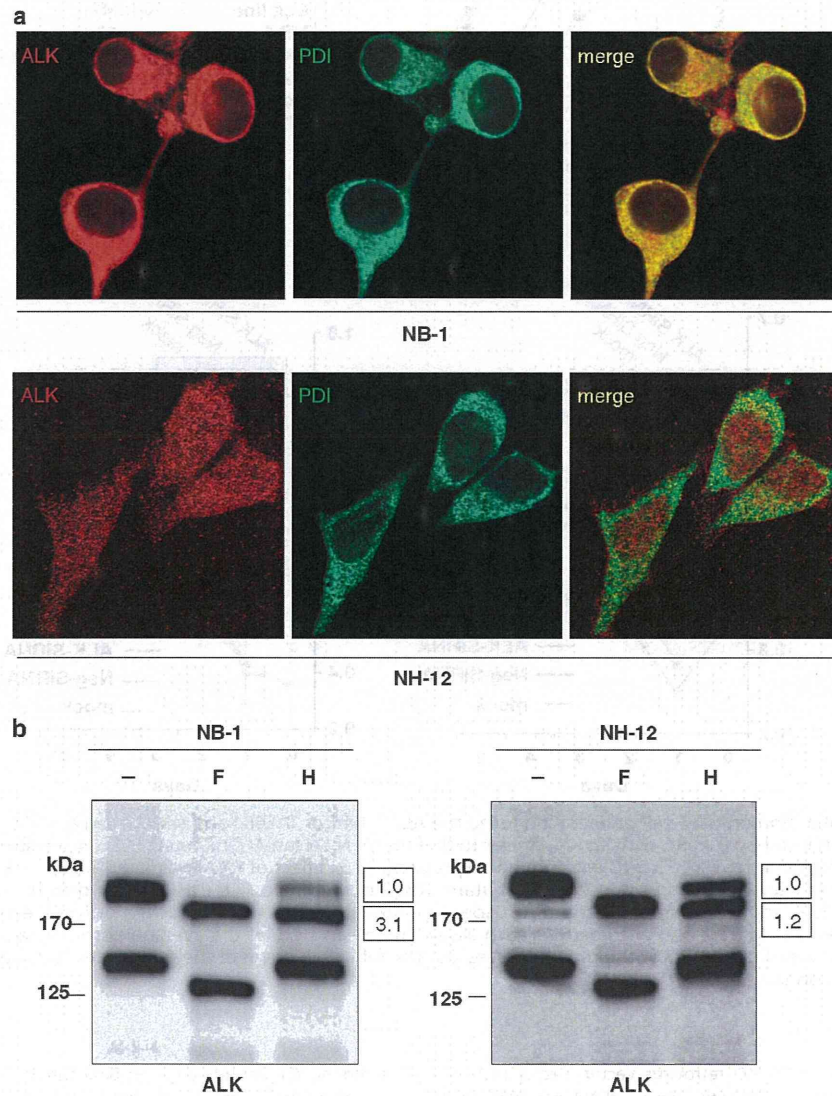 a
ALK PDI merge
NB-1
ALK PDI merge
NH-12
b
NB-1 NH-12
– F H – F H
kDa kDa
1.0 1.0
3.1 1.2
170 170
125 125
ALK ALK